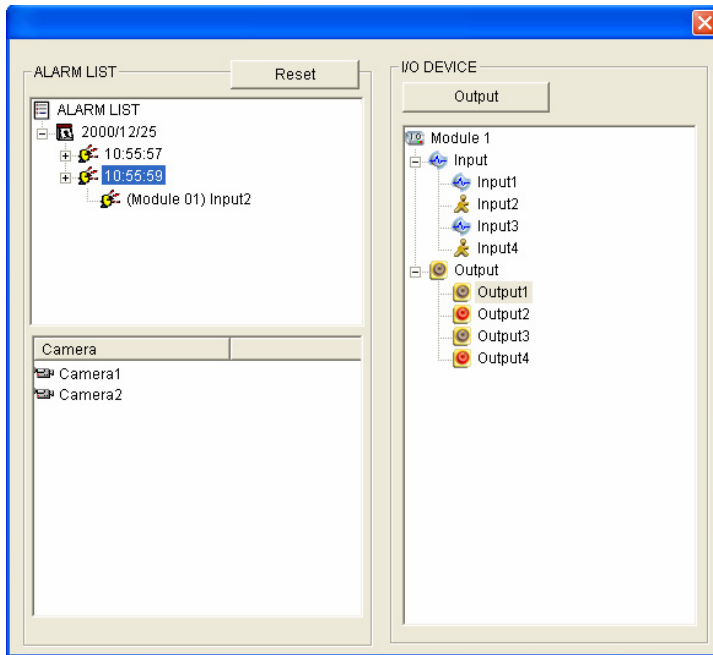 ALARM LIST
Reset
ALARM LIST
2000/12/25
10:55:57
10:55:59
(Module 01) Input2
Camera
Camera1
Camera2
I/O DEVICE
Output
Module 1
Input
Input1
Input2
Input3
Input4
Output
Output1
Output2
Output3
Output4